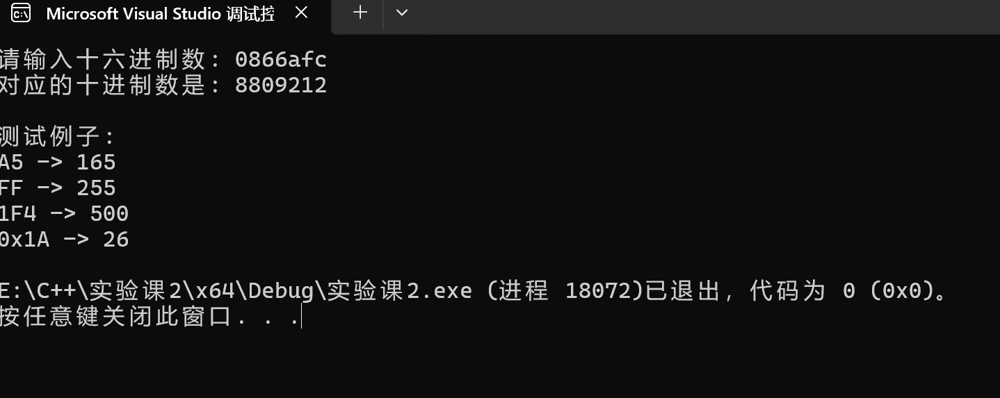 Microsoft Visual Studio 调试控
请输入十六进制数：0866afc
对应的十进制数是：8809212
测试例子：
A5 -> 165
FF -> 255
1F4 -> 500
0x1A -> 26
E:\C++\实验课2\x64\Debug\实验课2.exe (进程 18072)已退出，代码为 0 (0x0)。
按任意键关闭此窗口. . .